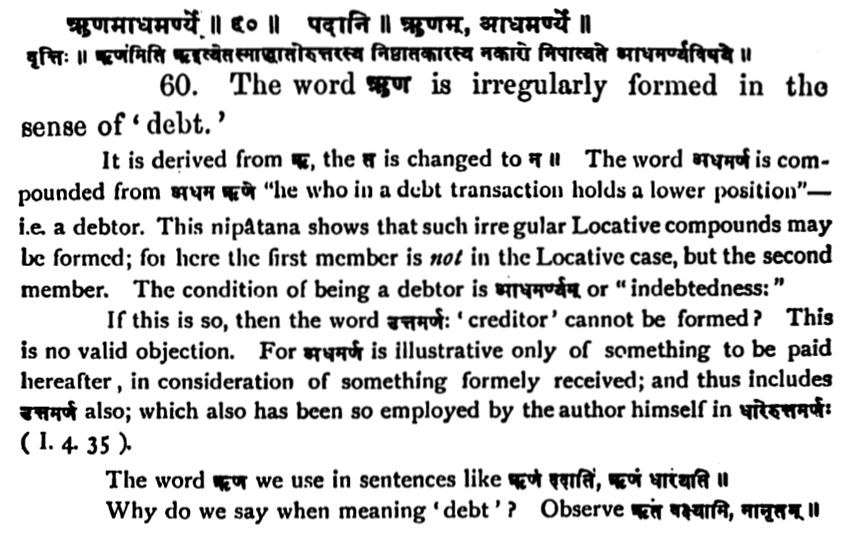 ऋणमाधमर्ण्ये ॥ ६० ॥ पदानि ॥ ऋणम्, आधमर्ण्ये ॥
वृत्तिः ॥ ऋणंमिति ऋइत्येतस्माद्धातोरुत्तरस्य निष्ठातकारस्य नकारो निपात्यते आधमर्ण्यविषये ॥
60. The word ऋण is irregularly formed in the
sense of ‘debt.’
It is derived from ऋ, the त is changed to न ॥ The word अधमर्ण is com-
pounded from अधम ऋणे “he who in a debt transaction holds a lower position”—
i.e. a debtor. This nipâtana shows that such irre gular Locative compounds may
be formed; for here the first member is not in the Locative case, but the second
member. The condition of being a debtor is आधमर्ण्यम् or “indebtedness:”
If this is so, then the word उत्तमर्णः ‘creditor’ cannot be formed? This
is no valid objection. For अधमर्ण is illustrative only of something to be paid
hereafter, in consideration of something formely received; and thus includes
उत्तमर्ण also; which also has been so employed by the author himself in धारेरुत्तमर्णः
( I. 4. 35 ).
The word ऋण we use in sentences like ऋणं ददाति, ऋणं धारयति ॥
Why do we say when meaning ‘debt’? Observe ऋतं वक्ष्यामि, नानृतम् ॥